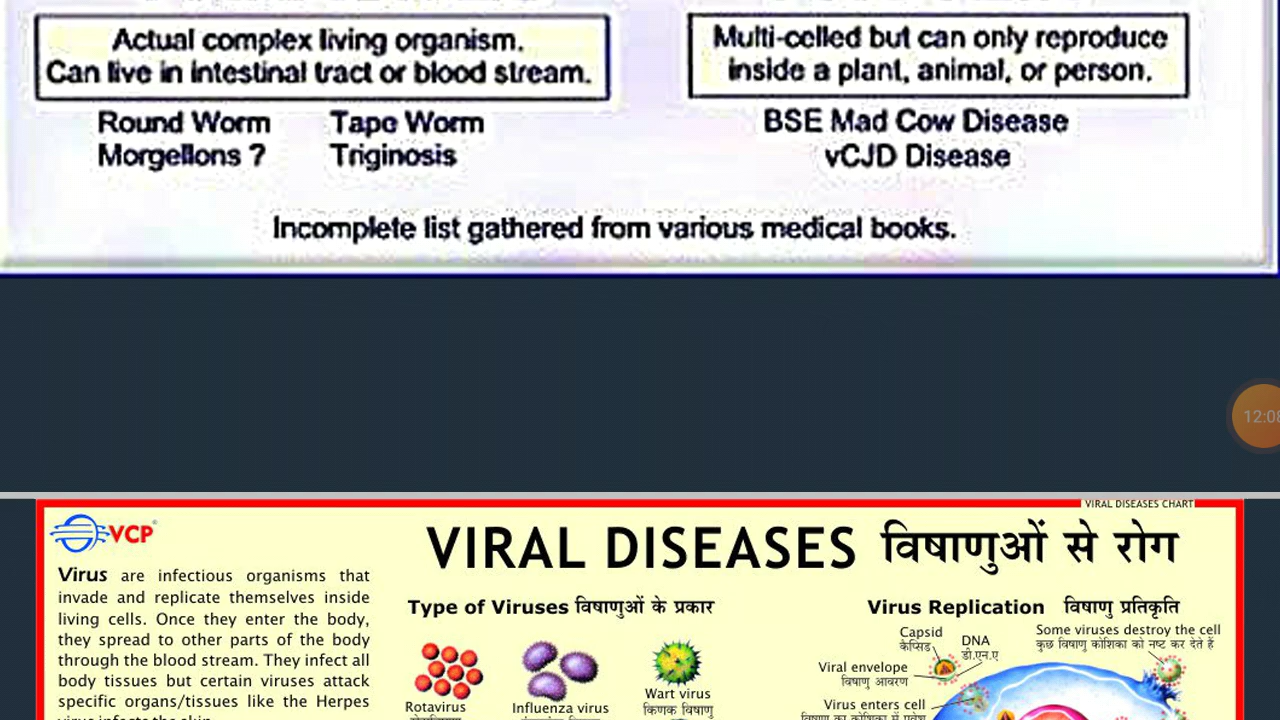 Actual complex living organism.
Can live in intestinal tract or blood stream.
Multi-celled but can only reproduce
inside a plant, animal, or person.
Round Worm Tape Worm
Morgellons ? Triginosis
BSE Mad Cow Disease
vCJD Disease
Incomplete list gathered from various medical books.
12:08
VIRAL DISEASES CHART
VCP
VIRAL DISEASES विषाणुओं से रोग
Virus are infectious organisms that
invade and replicate themselves inside
living cells. Once they enter the body,
they spread to other parts of the body
through the blood stream. They infect all
body tissues but certain viruses attack
specific organs/tissues like the Herpes
virus infects the skin.
Type of Viruses विषाणुओं के प्रकार
Rotavirus
Influenza virus
Wart virus
किणक विषाणु
Virus Replication विषाणु प्रतिकृति
Capsid
कैप्सिड
DNA
डी.एन.ए
Some viruses destroy the cell
कुछ विषाणु कोशिका को नष्ट कर देते हैं
Viral envelope
विषाणु आवरण
Virus enters cell